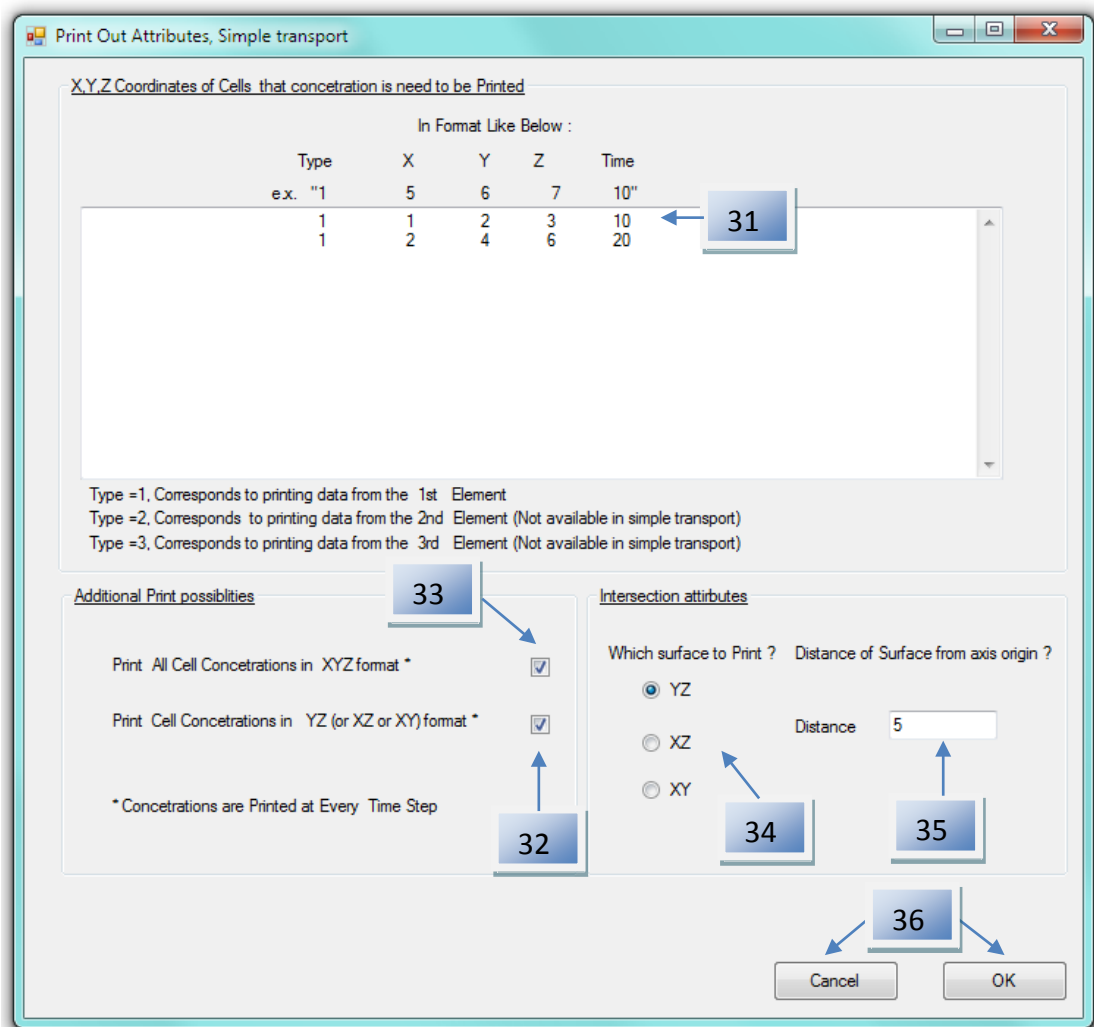 Print Out Attributes, Simple transport
X,Y,Z Coordinates of Cells that concetration is need to be Printed
In Format Like Below :
Type X Y Z Time
e.x. "1 5 6 7 10"
1 1 2 3 10
1 2 4 6 20
31
Type =1, Corresponds to printing data from the 1st Element
Type =2, Corresponds to printing data from the 2nd Element (Not available in simple transport)
Type =3, Corresponds to printing data from the 3rd Element (Not available in simple transport)
Additional Print possiblities
33
Print All Cell Concetrations in XYZ format *
Print Cell Concetrations in YZ (or XZ or XY) format *
* Concetrations are Printed at Every Time Step
32
Intersection attirbutes
Which surface to Print ? Distance of Surface from axis origin ?
YZ
Distance 5
XZ
XY
34
35
36
Cancel OK